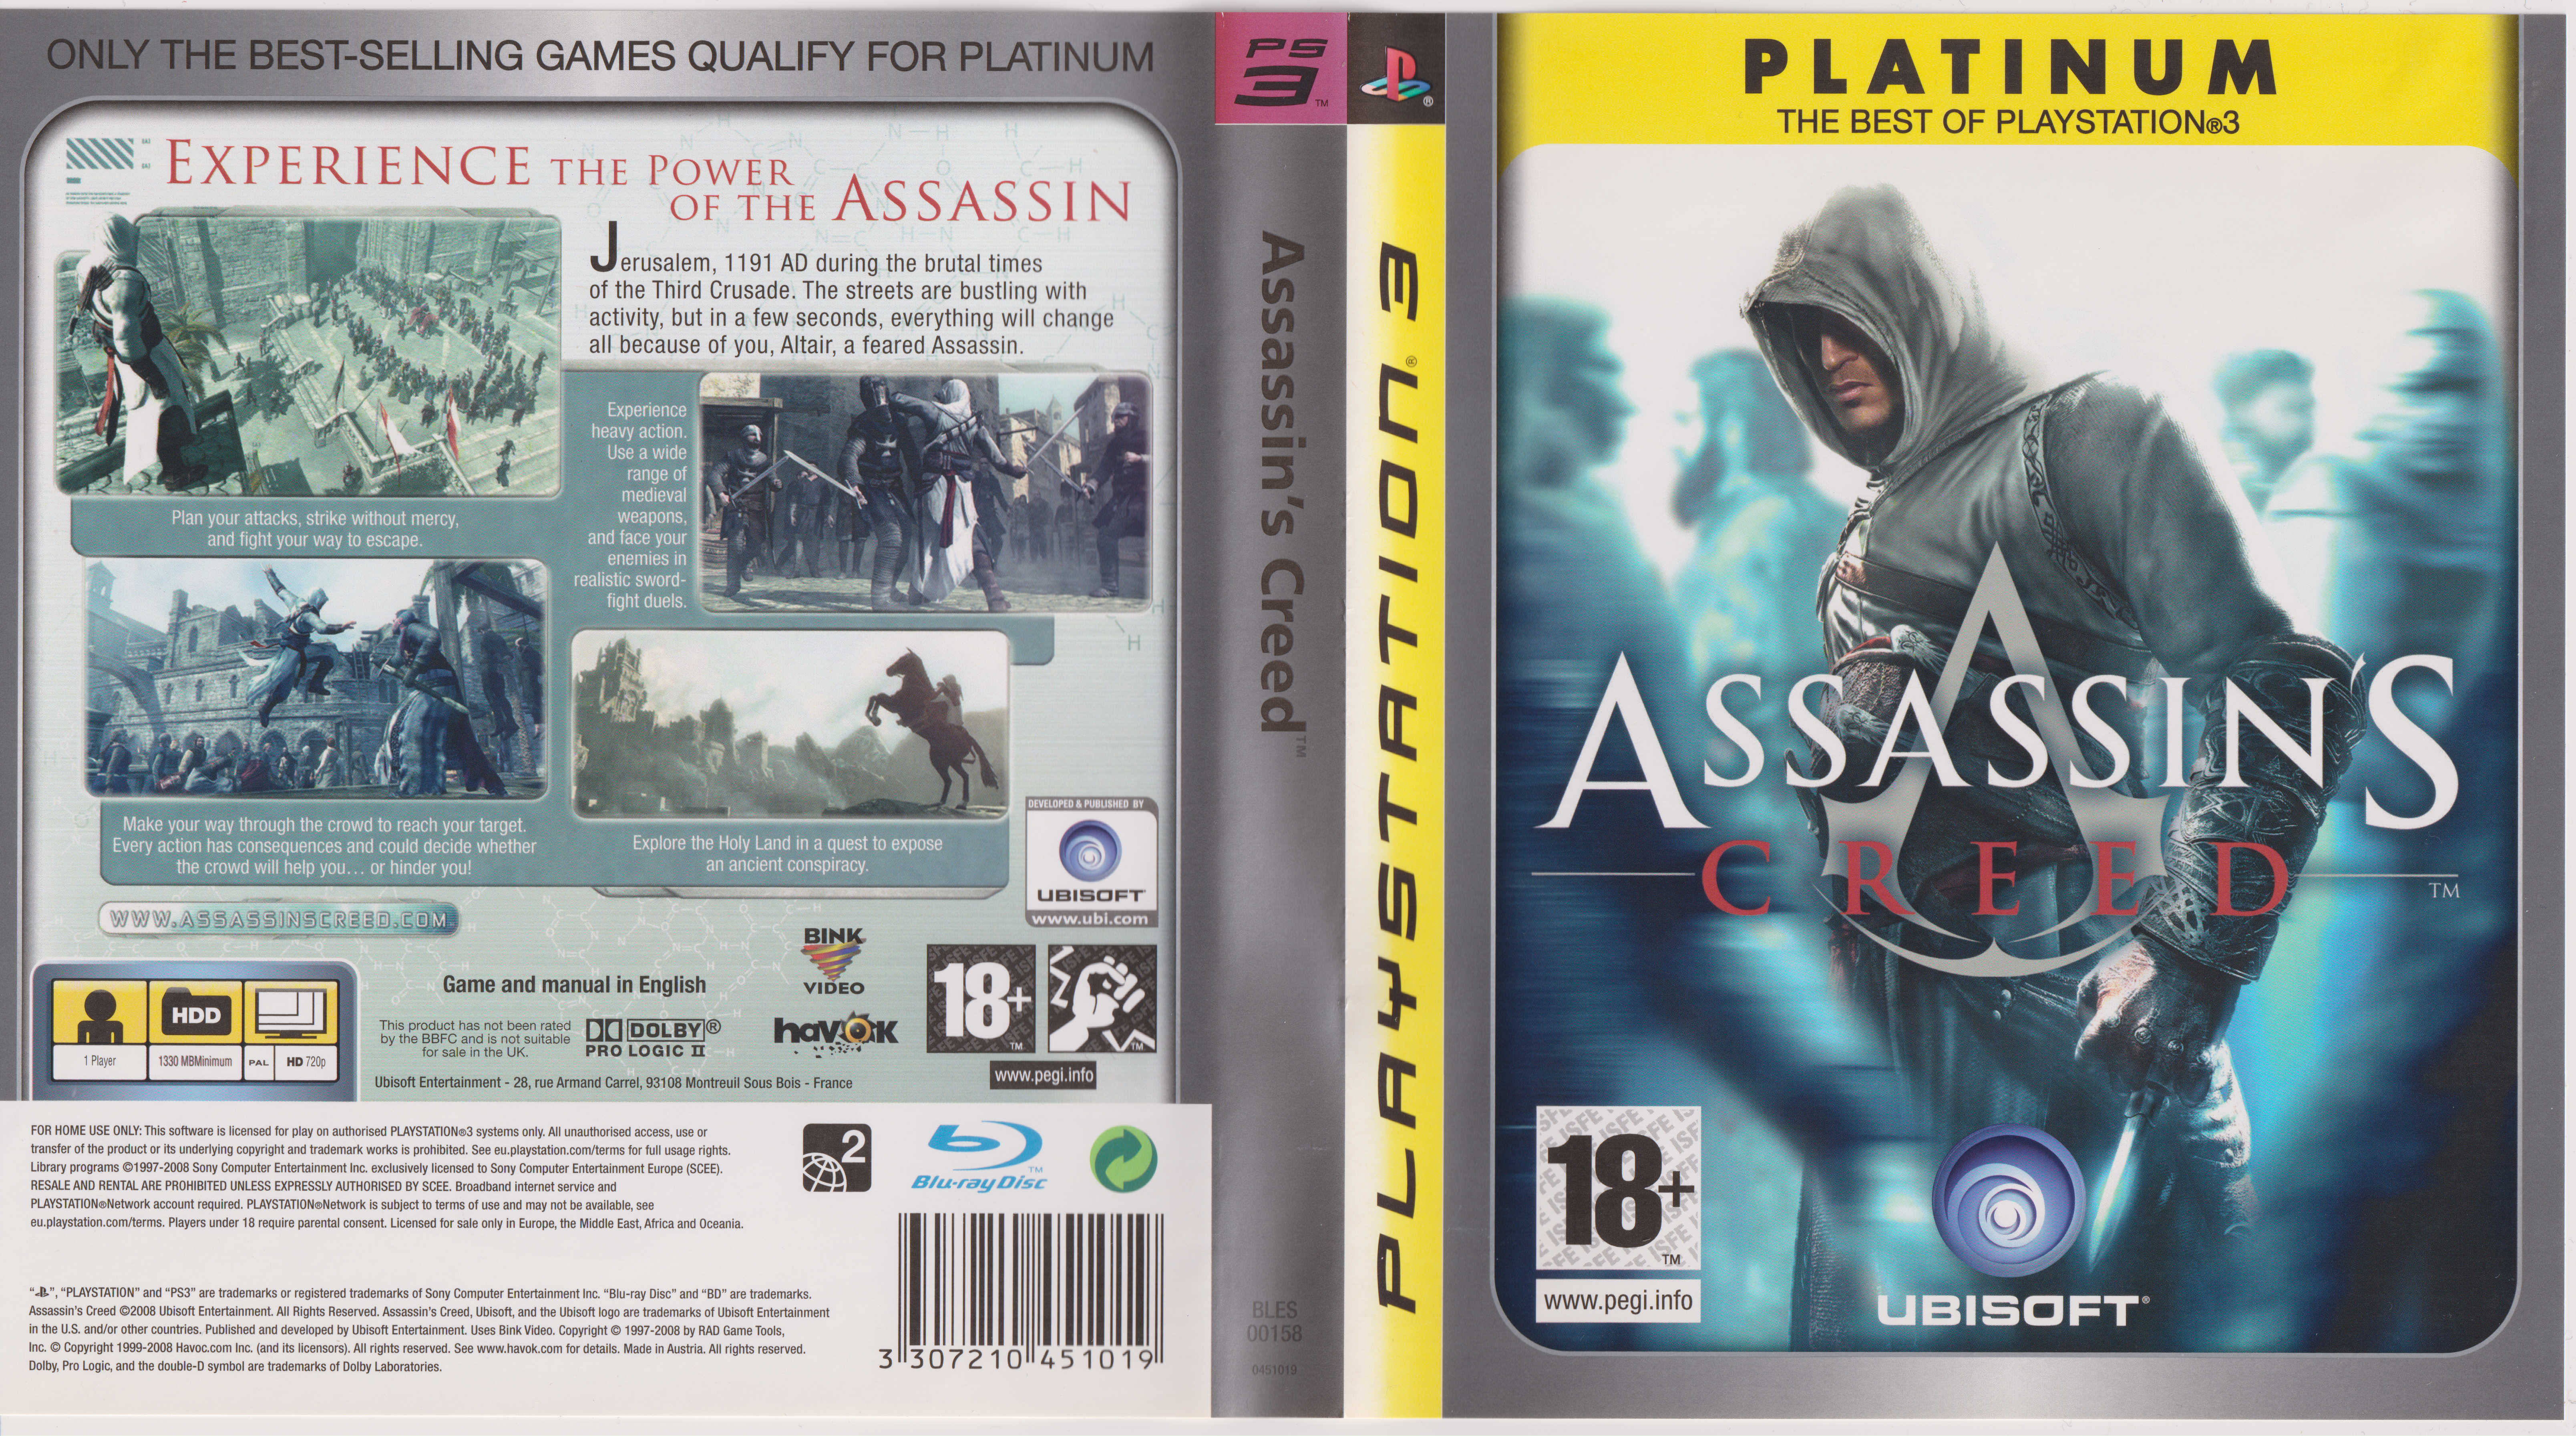 ONLY THE BEST-SELLING GAMES QUALIFY FOR PLATINUM
EXPERIENCE THE POWER
OF THE ASSASSIN
Jerusalem, 1191 AD during the brutal times
of the Third Crusade. The streets are bustling with
activity, but in a few seconds, everything will change
all because of you, Altair, a feared Assassin.
Plan your attacks, strike without mercy,
and fight your way to escape.
Experience
heavy action.
Use a wide
range of
medieval
weapons,
and face your
enemies in
realistic sword-
fight duels.
Make your way through the crowd to reach your target.
Every action has consequences and could decide whether
the crowd will help you... or hinder you!
Explore the Holy Land in a quest to expose
an ancient conspiracy.
DEVELOPED & PUBLISHED BY
UBISOFT
www.ubi.com
WWW.ASSASSINSCREED.COM
1 Player
HDD
1330 MBMinimum
PAL
HD 720p
Game and manual in English
This product has not been rated
by the BBFC and is not suitable
for sale in the UK.
DOLBY®
PRO LOGIC II
BINK
VIDEO
havok
18+
TM
TM
www.pegi.info
Ubisoft Entertainment - 28, rue Armand Carrel, 93108 Montreuil Sous Bois - France
FOR HOME USE ONLY: This software is licensed for play on authorised PLAYSTATION®3 systems only. All unauthorised access, use or
transfer of the product or its underlying copyright and trademark works is prohibited. See eu.playstation.com/terms for full usage rights.
Library programs ©1997-2008 Sony Computer Entertainment Inc. exclusively licensed to Sony Computer Entertainment Europe (SCEE).
RESALE AND RENTAL ARE PROHIBITED UNLESS EXPRESSLY AUTHORISED BY SCEE. Broadband internet service and
PLAYSTATION®Network account required. PLAYSTATION®Network is subject to terms of use and may not be available, see
eu.playstation.com/terms. Players under 18 require parental consent. Licensed for sale only in Europe, the Middle East, Africa and Oceania.
2
Blu-ray Disc
TM
"", "PLAYSTATION" and "PS3" are trademarks or registered trademarks of Sony Computer Entertainment Inc. "Blu-ray Disc" and "BD" are trademarks.
Assassin's Creed ©2008 Ubisoft Entertainment. All Rights Reserved. Assassin's Creed, Ubisoft, and the Ubisoft logo are trademarks of Ubisoft Entertainment
in the U.S. and/or other countries. Published and developed by Ubisoft Entertainment. Uses Bink Video. Copyright © 1997-2008 by RAD Game Tools,
Inc. © Copyright 1999-2008 Havoc.com Inc. (and its licensors). All rights reserved. See www.havok.com for details. Made in Austria. All rights reserved.
Dolby, Pro Logic, and the double-D symbol are trademarks of Dolby Laboratories.
3 307210 451019
PS3
TM
®
Assassin's Creed™
BLES
00158
0451019
PLAYSTATION®3
PLATINUM
THE BEST OF PLAYSTATION®3
ASSASSIN'S
CREED
TM
18+
TM
www.pegi.info
UBISOFT®